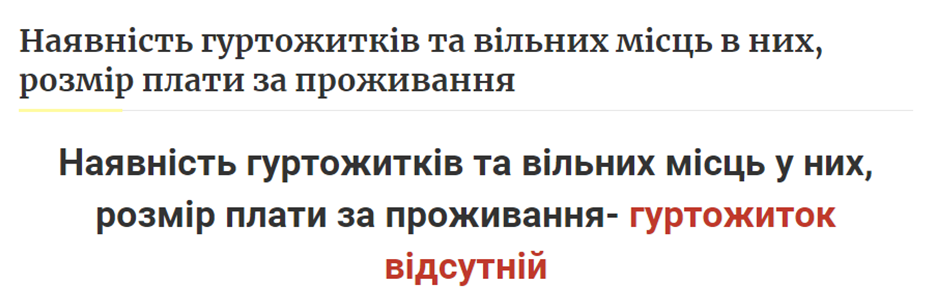 Наявність гуртожитків та вільних місць в них,
розмір плати за проживання
Наявність гуртожитків та вільних місць у них,
розмір плати за проживання- гуртожиток
відсутній